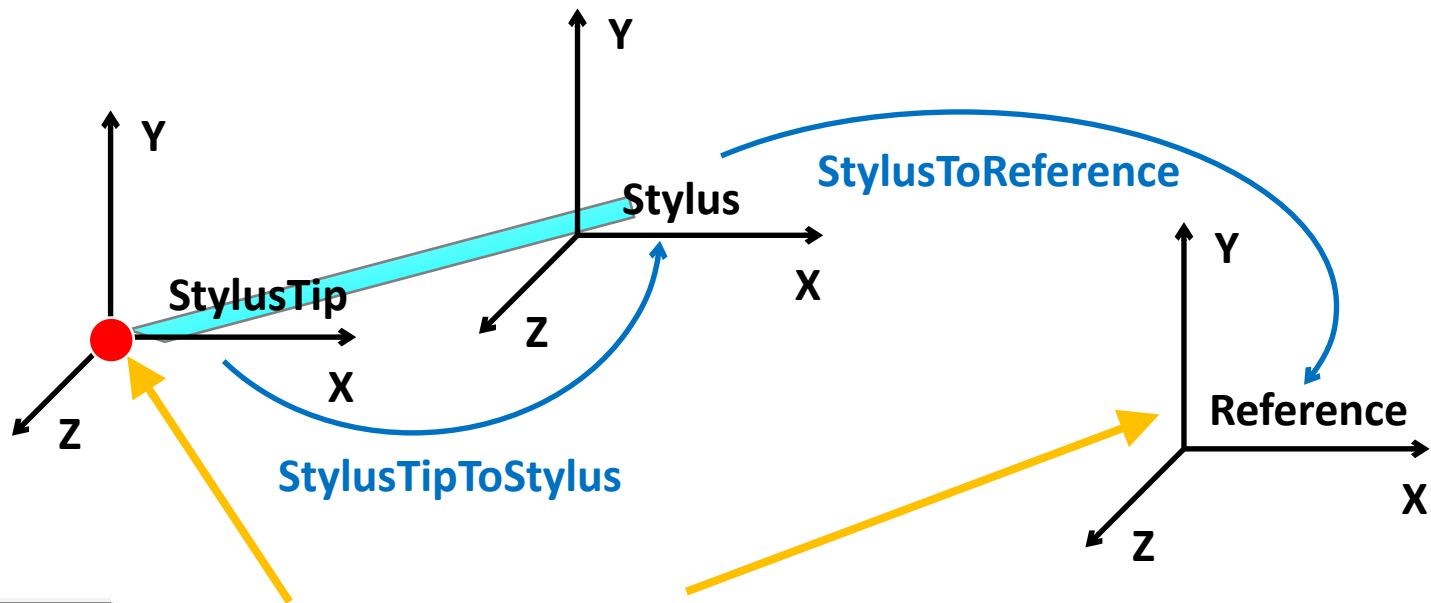 Y
Y
StylusToReference
Stylus
Y
X
StylusTip
Z
X
Reference
Z
StylusTipToStylus
X
Z